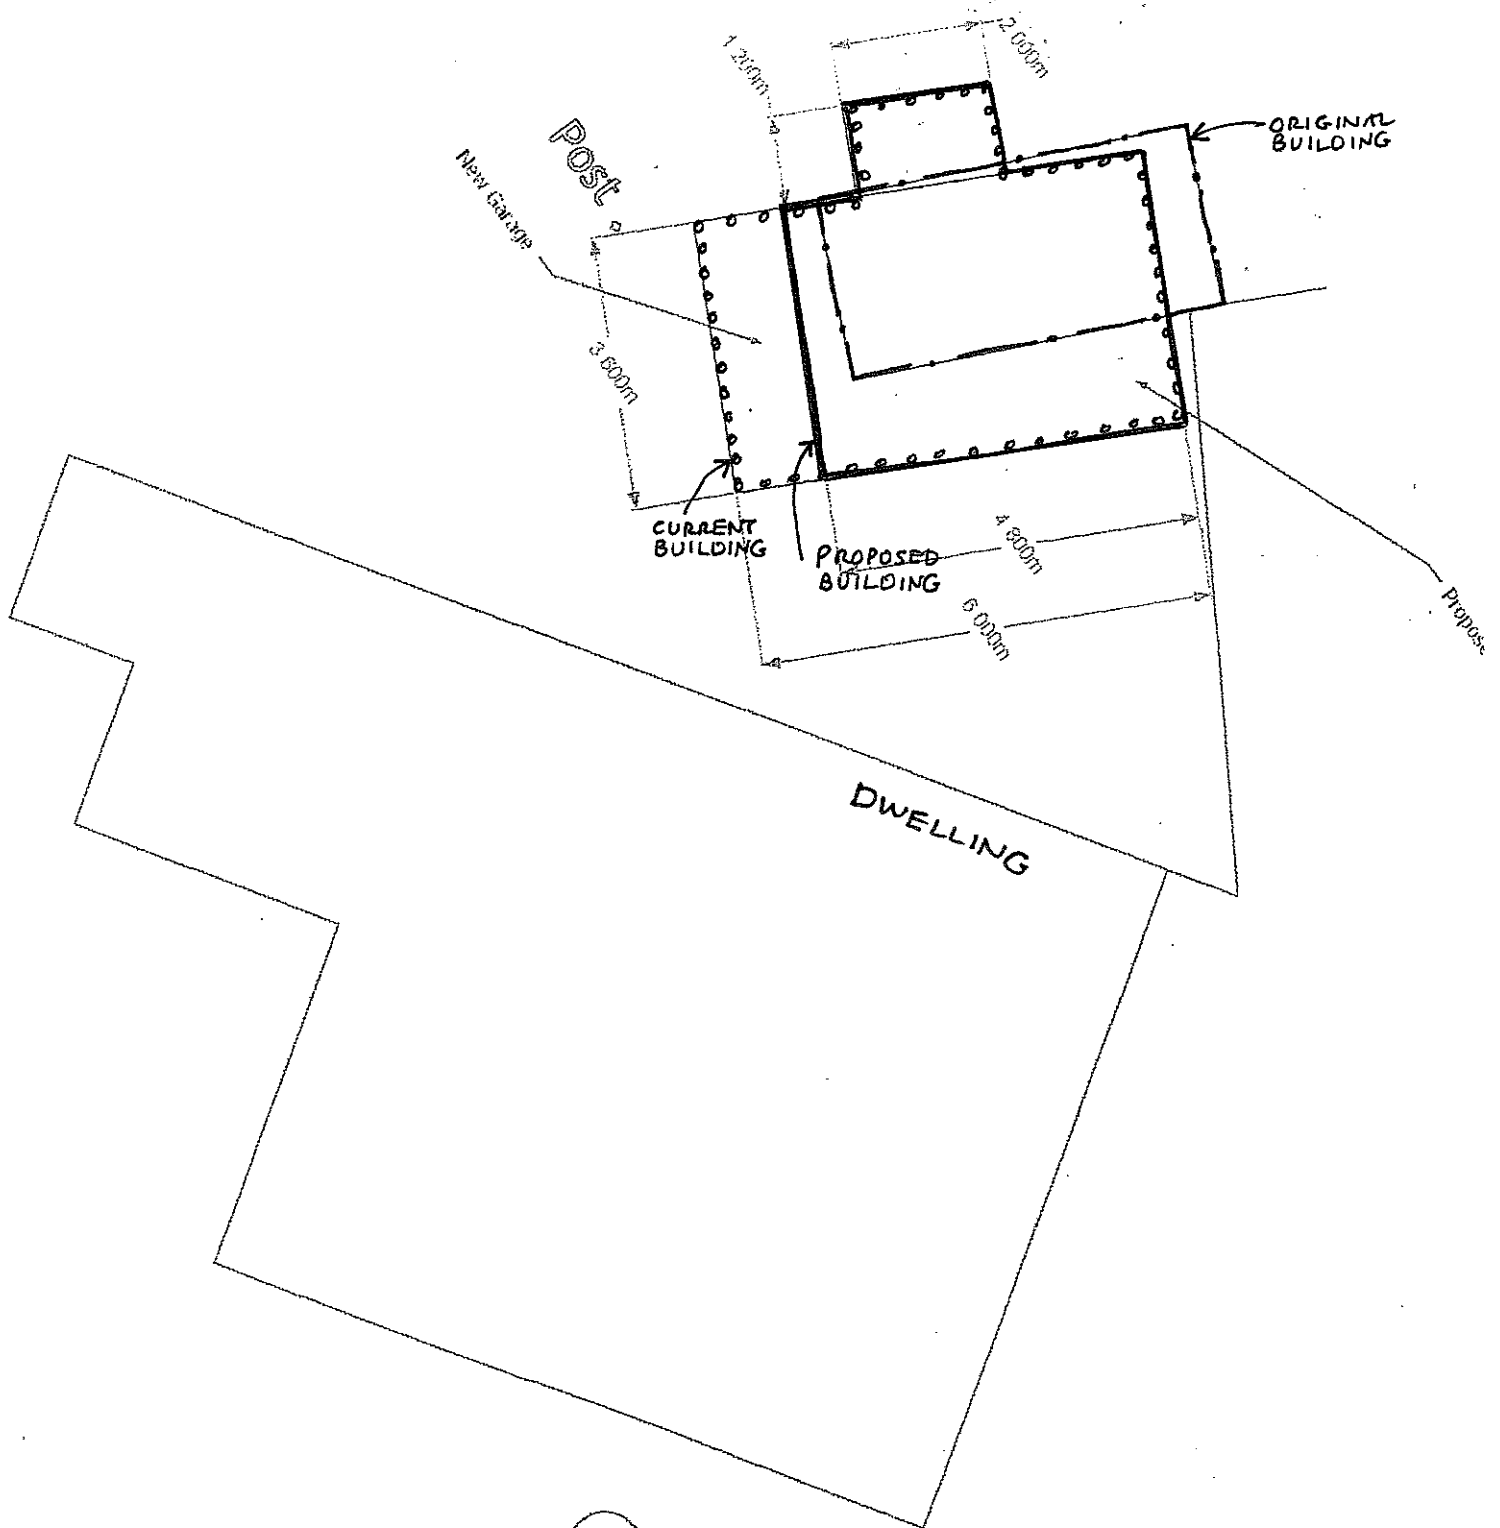 2 000m
1 200m
ORIGINAL
BUILDING
Post
New Garage
3 600m
CURRENT
BUILDING
PROPOSED
BUILDING
4 800m
6 000m
DWELLING